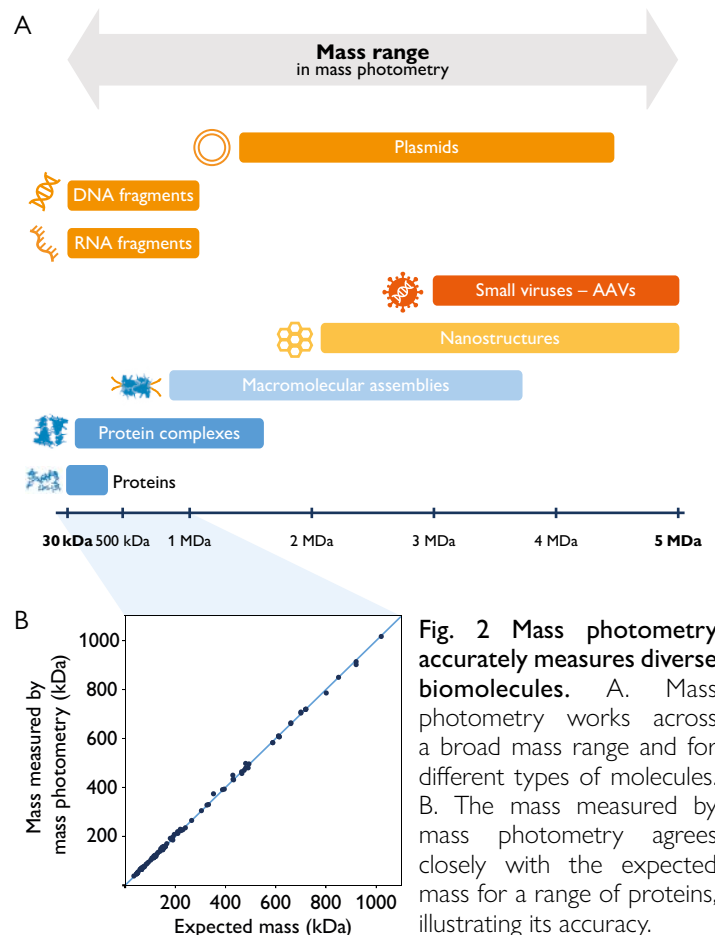 A
Mass range
in mass photometry
Plasmids
DNA fragments
RNA fragments
Small viruses – AAVs
Nanostructures
Macromolecular assemblies
Protein complexes
Proteins
30 kDa 500 kDa 1 MDa 2 MDa 3 MDa 4 MDa 5 MDa
B
Mass measured by
mass photometry (kDa)
1000
800
600
400
200
200 400 600 800 1000
Expected mass (kDa)
Fig. 2 Mass photometry
accurately measures diverse
biomolecules. A. Mass
photometry works across
a broad mass range and for
different types of molecules.
B. The mass measured by
mass photometry agrees
closely with the expected
mass for a range of proteins,
illustrating its accuracy.